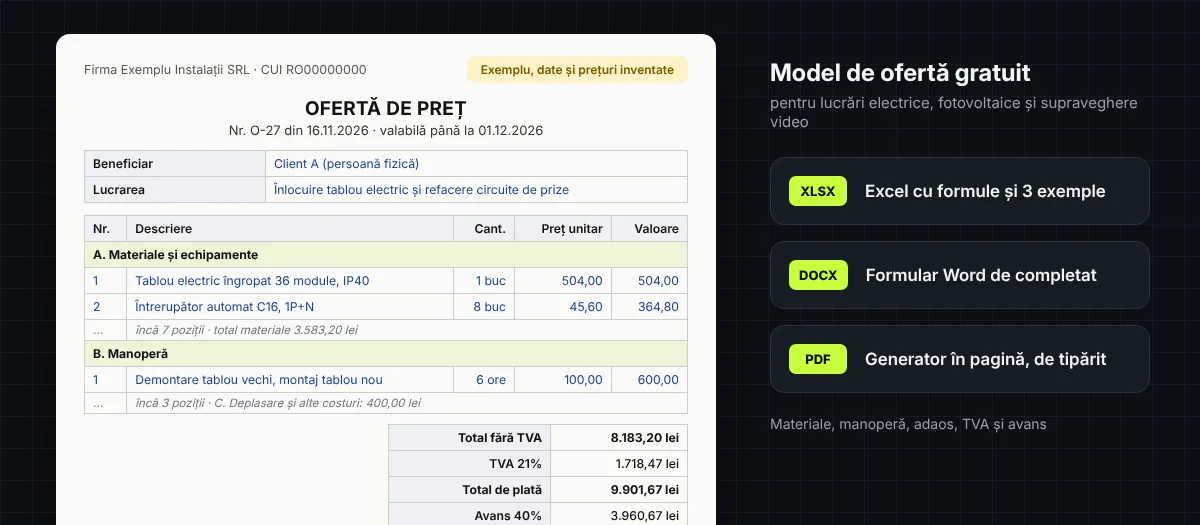 Firma Exemplu Instalații SRL · CUI RO00000000
Exemplu, date și prețuri inventate
OFERTĂ DE PREȚ
Nr. O-27 din 16.11.2026 · valabilă până la 01.12.2026
Beneficiar Client A (persoană fizică)
Lucrarea Înlocuire tablou electric și refacere circuite de prize
Nr. Descriere Cant. Preț unitar Valoare
A. Materiale și echipamente
1 Tablou electric îngropat 36 module, IP40 1 buc 504,00 504,00
2 Întrerupător automat C16, 1P+N 8 buc 45,60 364,80
... încă 7 poziții · total materiale 3.583,20 lei
B. Manoperă
1 Demontare tablou vechi, montaj tablou nou 6 ore 100,00 600,00
... încă 3 poziții · C. Deplasare și alte costuri: 400,00 lei
Total fără TVA 8.183,20 lei
TVA 21% 1.718,47 lei
Total de plată 9.901,67 lei
Avans 40% 3.960,67 lei
Model de ofertă gratuit
pentru lucrări electrice, fotovoltaice și supraveghere
video
XLSX Excel cu formule și 3 exemple
DOCX Formular Word de completat
PDF Generator în pagină, de tipărit
Materiale, manoperă, adaos, TVA și avans